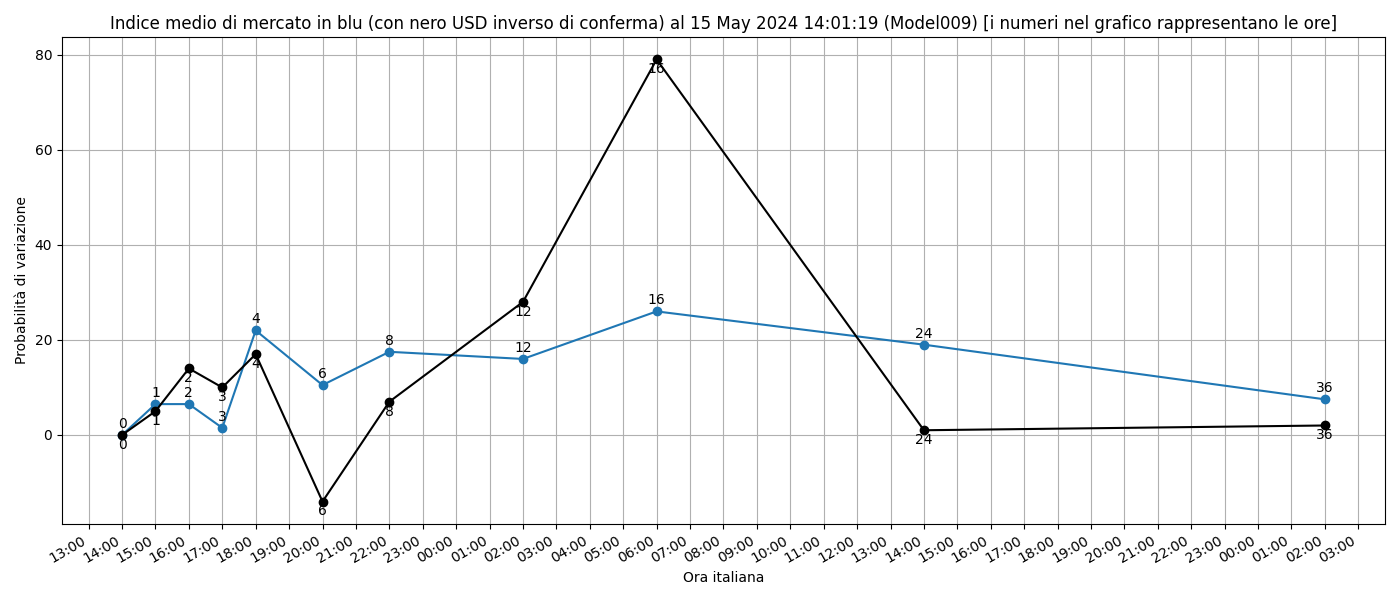 Indice medio di mercato in blu (con nero USD inverso di conferma) al 15 May 2024 14:01:19 (Model009) [i numeri nel grafico rappresentano le ore]
Probabilità di variazione
80
60
40
20
0
0 1 2 3 4 6 8 12 16 24 36
0 1 2 3 4 6 8 12 16 24 36
13:00 14:00 15:00 16:00 17:00 18:00 19:00 20:00 21:00 22:00 23:00 00:00 01:00 02:00 03:00 04:00 05:00 06:00 07:00 08:00 09:00 10:00 11:00 12:00 13:00 14:00 15:00 16:00 17:00 18:00 19:00 20:00 21:00 22:00 23:00 00:00 01:00 02:00 03:00
Ora italiana